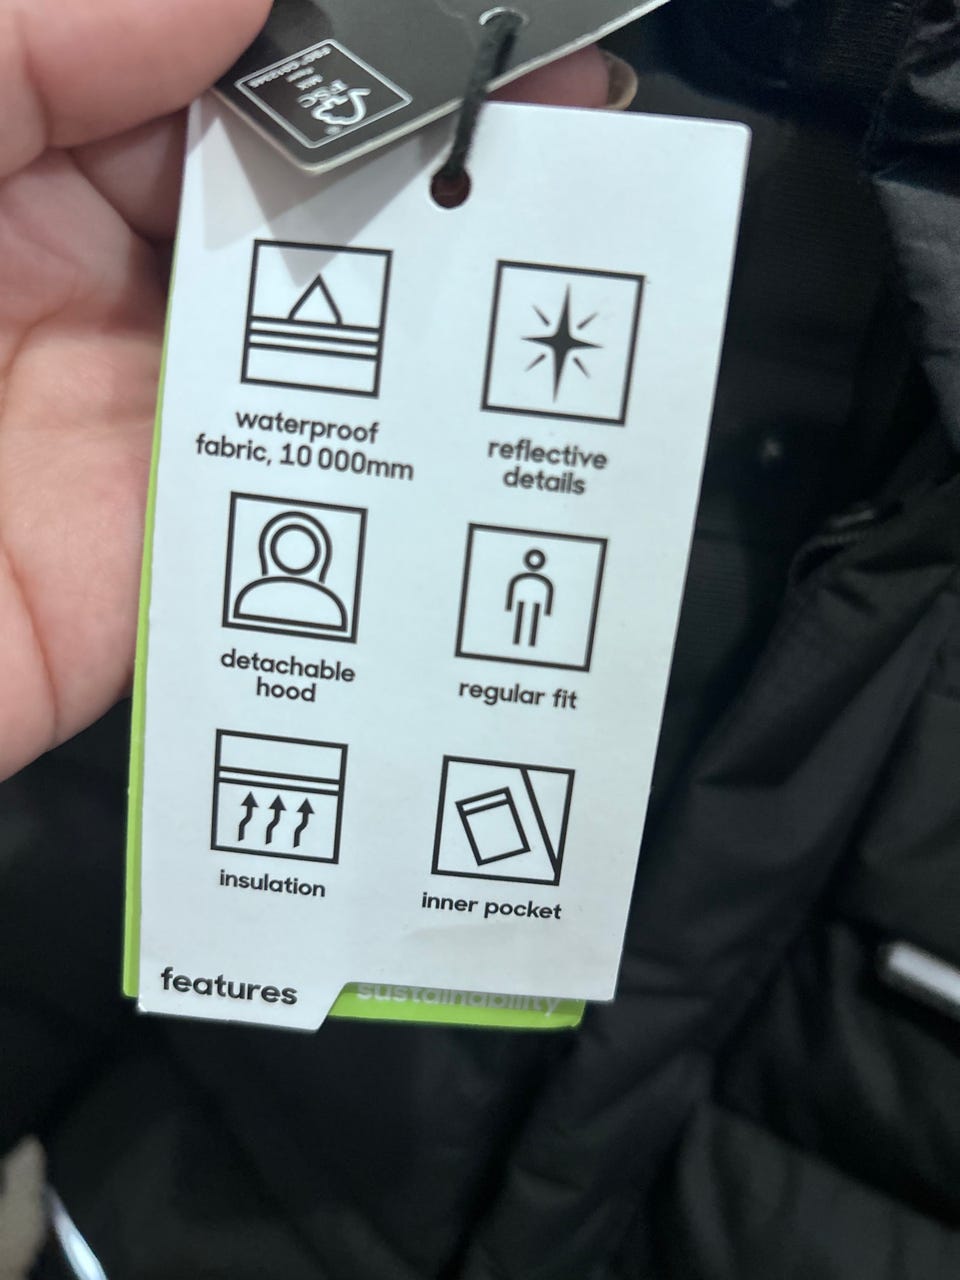 waterproof
fabric, 10 000mm
reflective
details
detachable
hood
regular fit
insulation
inner pocket
features
sustainability